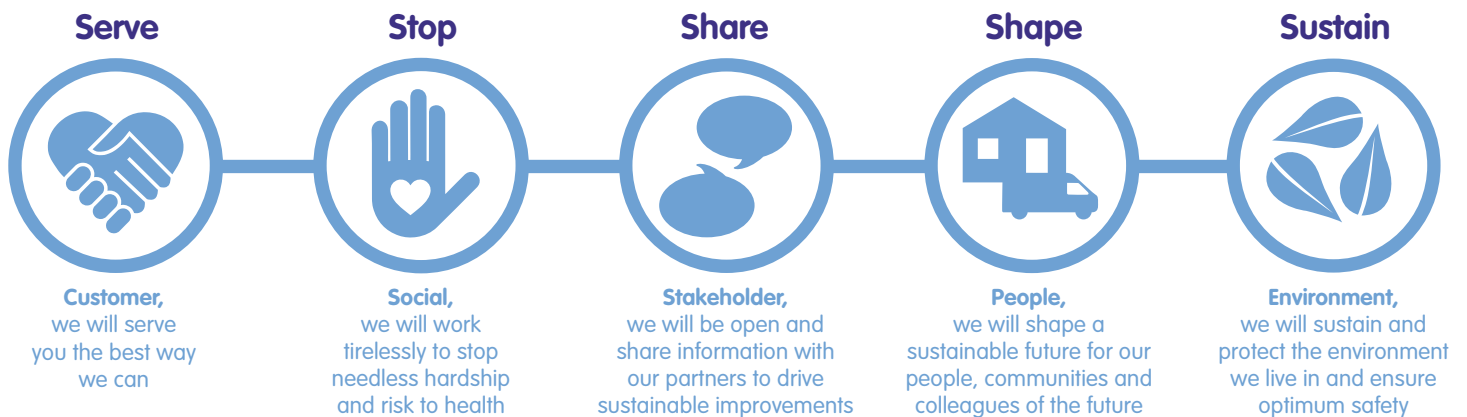 Serve
Customer,
we will serve
you the best way
we can
Stop
Social,
we will work
tirelessly to stop
needless hardship
and risk to health
Share
Stakeholder,
we will be open and
share information with
our partners to drive
sustainable improvements
Shape
People,
we will shape a
sustainable future for our
people, communities and
colleagues of the future
Sustain
Environment,
we will sustain and
protect the environment
we live in and ensure
optimum safety